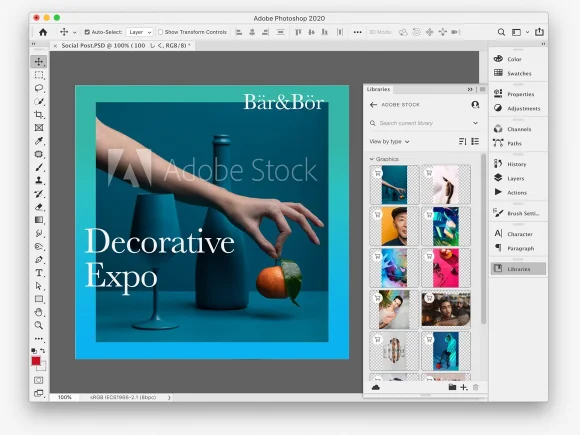 Adobe Photoshop 2020
Auto-Select:
Layer
Show Transform Controls
3D Mode:
Social Post.PSD @ 100% (100
RGB/8) *
Bär&Bör
Adobe Stock
Decorative
Expo
Libraries
ADOBE STOCK
Search current library
View by type
Graphics
Color
Swatches
Properties
Adjustments
Channels
Paths
History
Layers
Actions
Brush Setti...
Character
Paragraph
Libraries
100%
sRGB IEC61966-2.1 (8bpc)